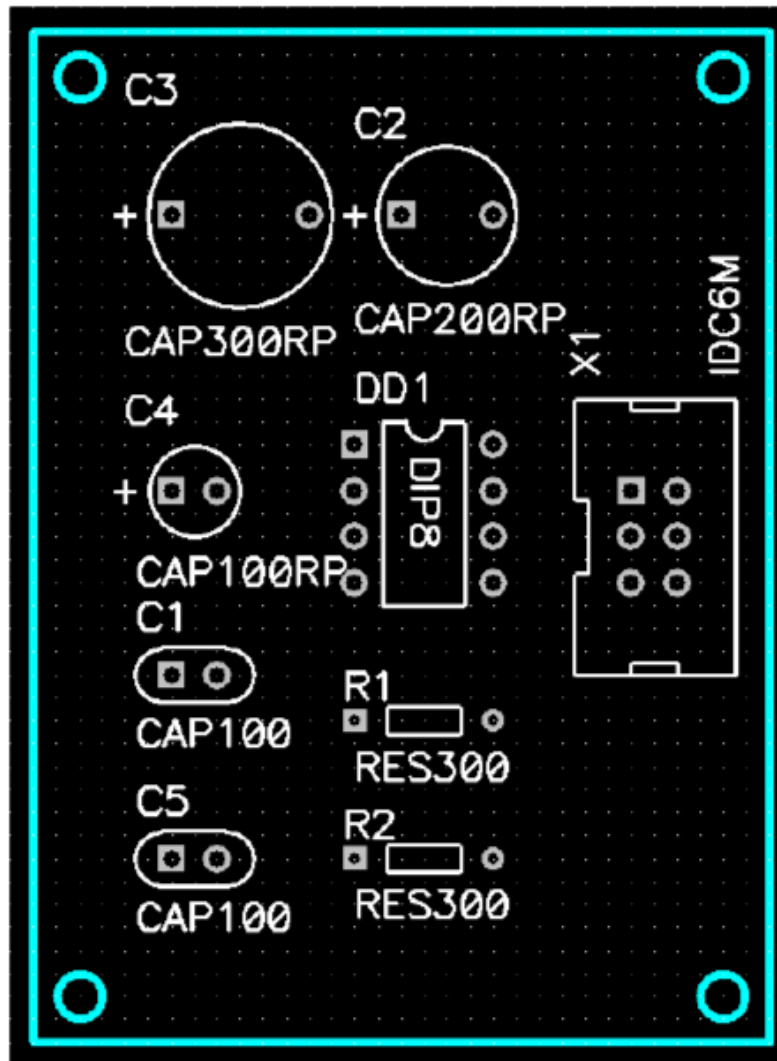 C3
C2
+
+
CAP300RP
CAP200RP
X1
IDC6M
C4
DD1
DIP8
+
CAP100RP
C1
CAP100
R1
RES300
C5
CAP100
R2
RES300